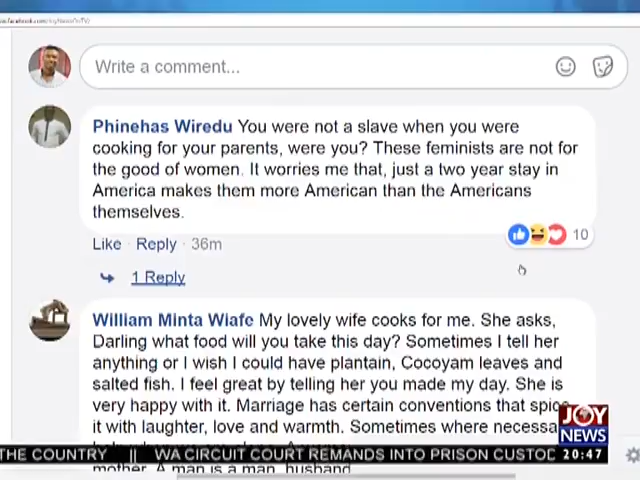 Write a comment...
Phinehas Wiredu You were not a slave when you were
cooking for your parents, were you? These feminists are not for
the good of women. It worries me that, just a two year stay in
America makes them more American than the Americans
themselves.
Like · Reply · 36m
10
1 Reply
William Minta Wiafe My lovely wife cooks for me. She asks,
Darling what food will you take this day? Sometimes I tell her
anything or I wish I could have plantain, Cocoyam leaves and
salted fish. I feel great by telling her you made my day. She is
very happy with it. Marriage has certain conventions that spice
it with laughter, love and warmth. Sometimes where necessa
JOY
NEWS
THE COUNTRY || WA CIRCUIT COURT REMANDS INTO PRISON CUSTOD
20:47
mother. A man is a man, husband